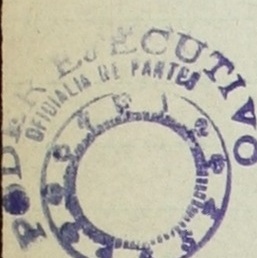 PODER EJECUTIVO
OFICIALIA DE PARTES